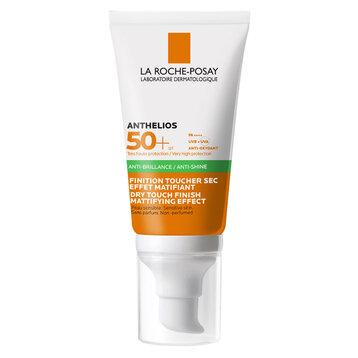 LA ROCHE-POSAY
LABORATOIRE DERMATOLOGIQUE
ANTHELIOS
50+
PA ++++
UVB + UVA
ANTI-OXYDANT
Très haute protection / Very high protection
ANTI-BRILLANCE / ANTI-SHINE
FINITION TOUCHER SEC
EFFET MATIFIANT
DRY TOUCH FINISH
MATTIFYING EFFECT
Peau sensible. Sensitive skin.
Sans parfum. Non-perfumed.